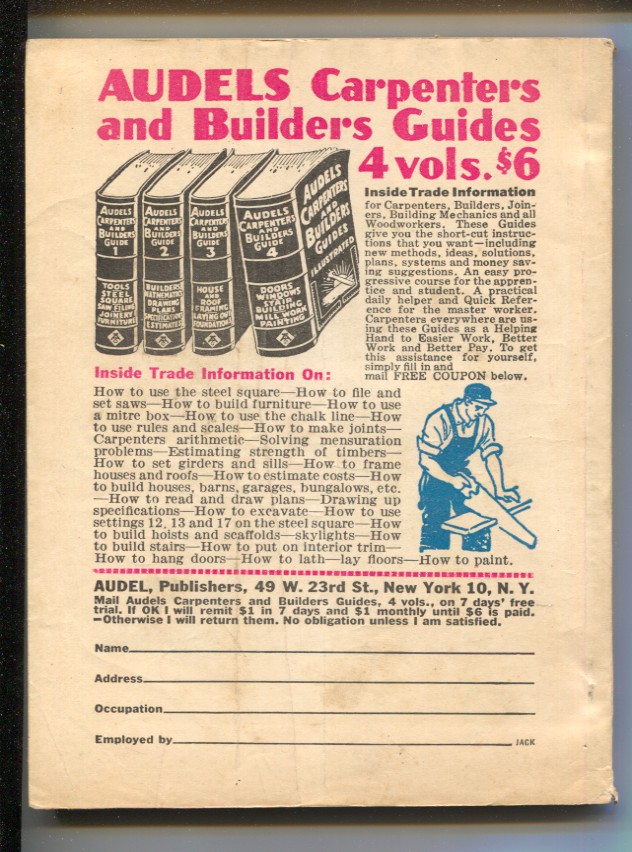 AUDELS Carpenters
and Builders Guides
4 vols. $6
AUDELS
CARPENTERS
AND
BUILDERS
GUIDE
1
TOOLS
STEEL
SQUARE
SAW FILING
JOINERY
FURNITURE
AUDELS
CARPENTERS
AND
BUILDERS
GUIDE
2
BUILDERS
MATHEMATICS
DRAWING
PLANS
SPECIFICATIONS
ESTIMATES
AUDELS
CARPENTERS
AND
BUILDERS
GUIDE
3
HOUSE
AND
ROOF
FRAMING
LAYING OUT
FOUNDATIONS
AUDELS
CARPENTERS
AND
BUILDERS
GUIDE
4
DOORS
WINDOWS
STAIR
BUILDING
MILL WORK
PAINTING
AUDELS
CARPENTERS
AND
BUILDERS
GUIDES
ILLUSTRATED
Inside Trade Information
for Carpenters, Builders, Join-
ers, Building Mechanics and all
Woodworkers. These Guides
give you the short-cut instruc-
tions that you want—including
new methods, ideas, solutions,
plans, systems and money sav-
ing suggestions. An easy pro-
gressive course for the appren-
tice and student. A practical
daily helper and Quick Refer-
ence for the master worker.
Carpenters everywhere are us-
ing these Guides as a Helping
Hand to Easier Work, Better
Work and Better Pay. To get
this assistance for yourself,
simply fill in and
mail FREE COUPON below.
Inside Trade Information On:
How to use the steel square—How to file and
set saws—How to build furniture—How to use
a mitre box—How to use the chalk line—How
to use rules and scales—How to make joints—
Carpenters arithmetic—Solving mensuration
problems—Estimating strength of timbers—
How to set girders and sills—How to frame
houses and roofs—How to estimate costs—How
to build houses, barns, garages, bungalows, etc.
—How to read and draw plans—Drawing up
specifications—How to excavate—How to use
settings 12, 13 and 17 on the steel square—How
to build hoists and scaffolds—skylights—How
to build stairs—How to put on interior trim—
How to hang doors—How to lath—lay floors—How to paint.
AUDEL, Publishers, 49 W. 23rd St., New York 10, N. Y.
Mail Audels Carpenters and Builders Guides, 4 vols., on 7 days' free
trial. If OK I will remit $1 in 7 days and $1 monthly until $6 is paid.
—Otherwise I will return them. No obligation unless I am satisfied.
Name
Address
Occupation
Employed by JACK